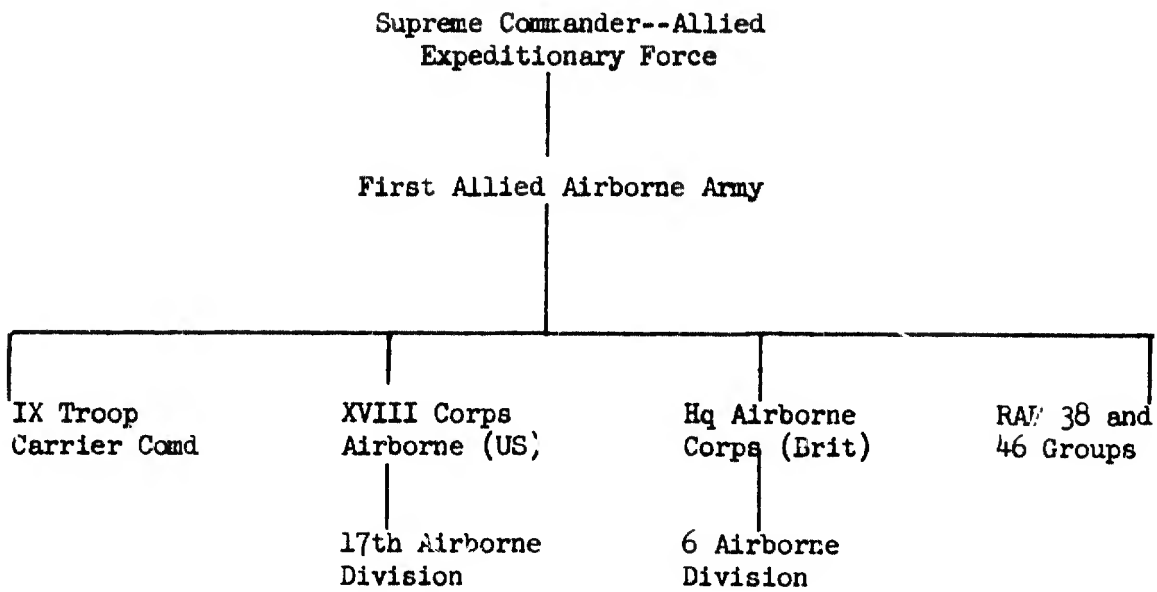 Supreme Commander--Allied
Expeditionary Force
First Allied Airborne Army
IX Troop
Carrier Comd
XVIII Corps
Airborne (US)
Hq Airborne
Corps (Brit)
RAF 38 and
46 Groups
17th Airborne
Division
6 Airborne
Division